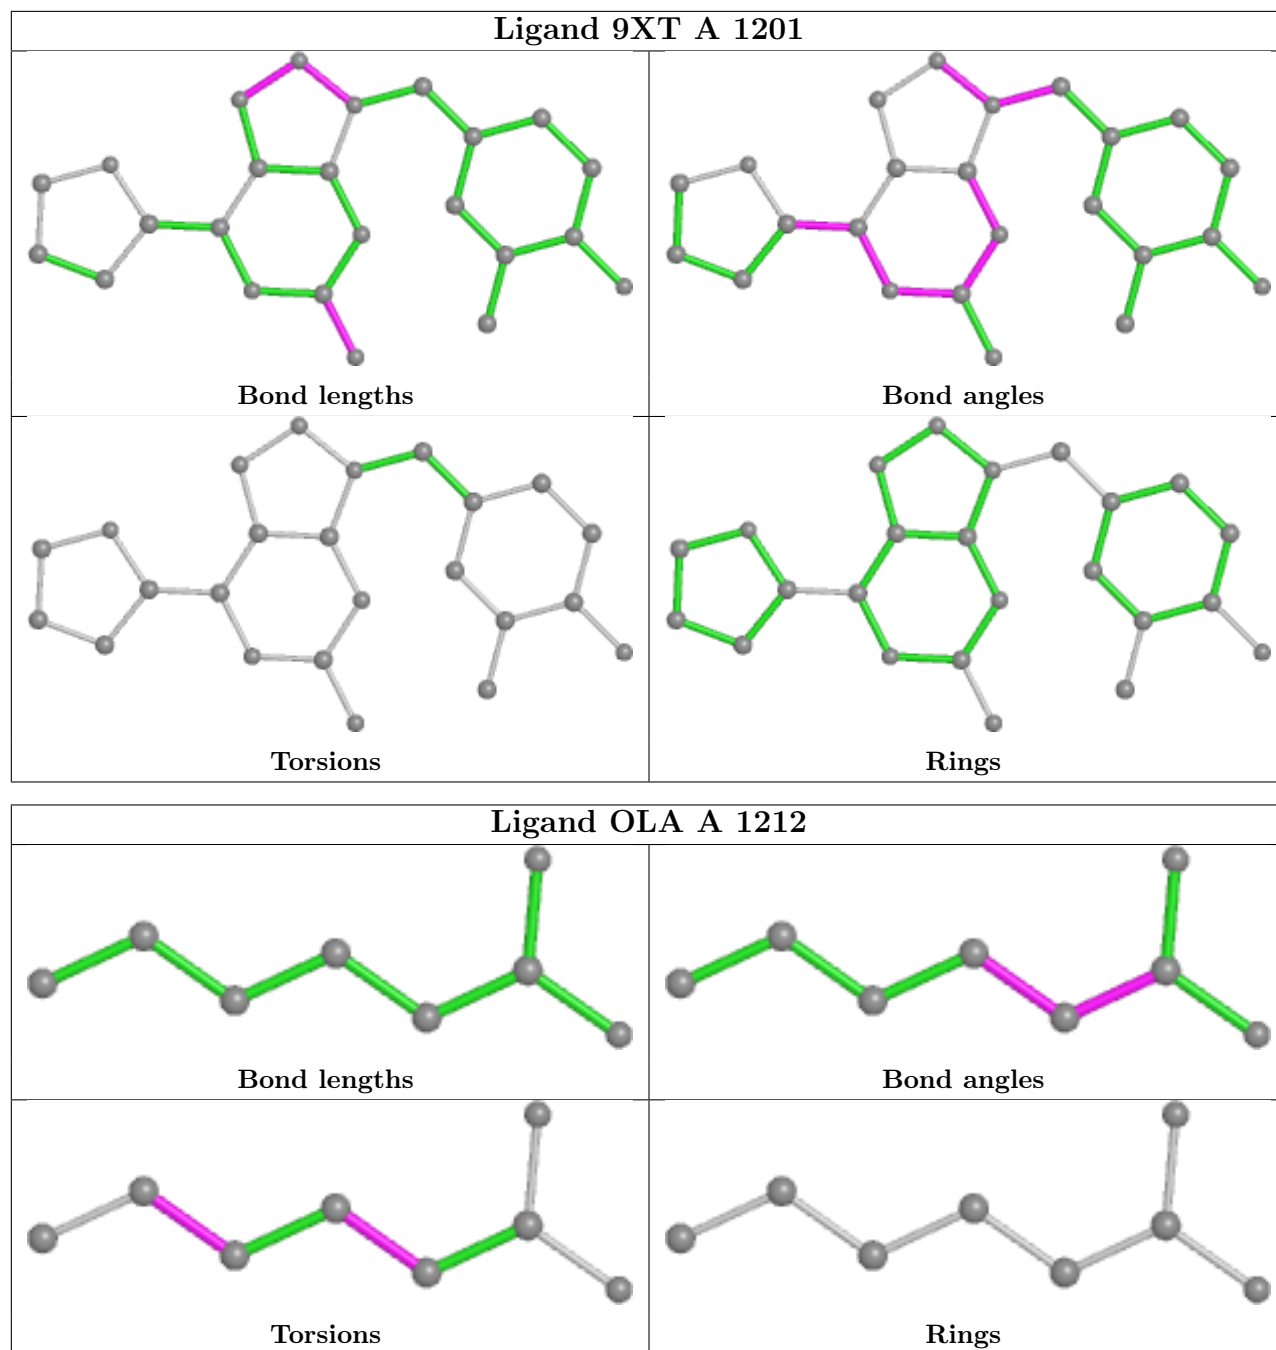 Ligand 9XT A 1201
Bond lengths
Bond angles
Torsions
Rings
Ligand OLA A 1212
Bond lengths
Bond angles
Torsions
Rings